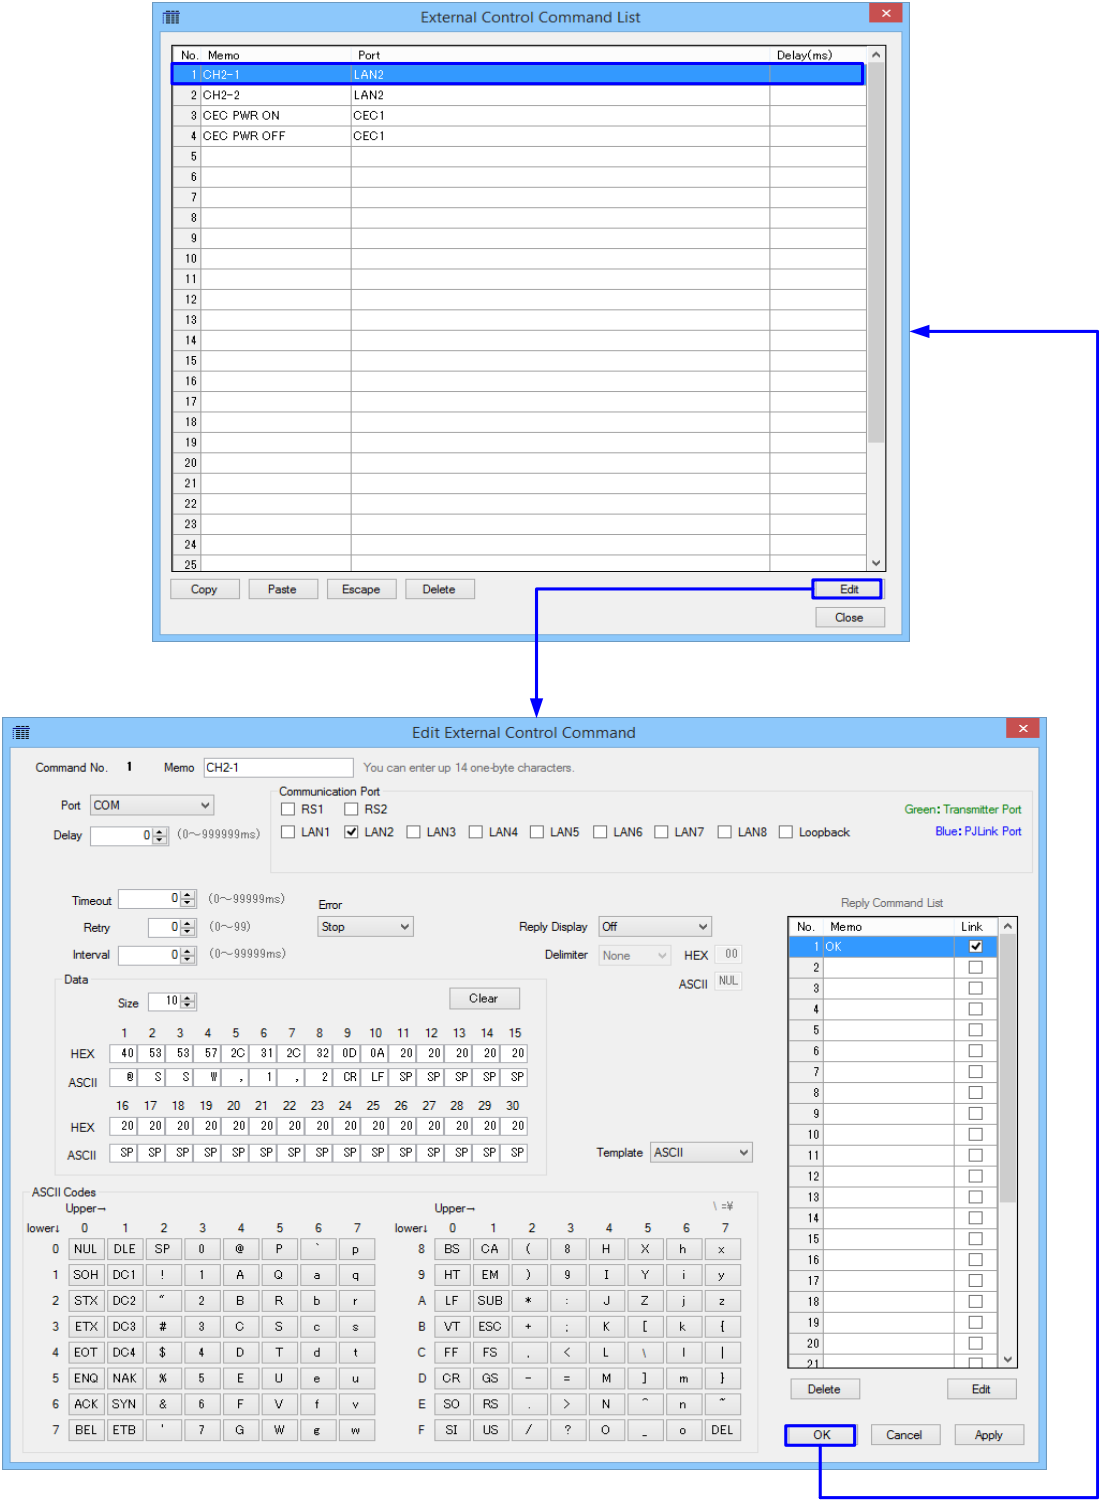 External Control Command List
No. Memo Port Delay(ms)
1 CH2-1 LAN2
2 CH2-2 LAN2
3 CEC PWR ON CEC1
4 CEC PWR OFF CEC1
5
6
7
8
9
10
11
12
13
14
15
16
17
18
19
20
21
22
23
24
25
Copy Paste Escape Delete Edit
Close
Edit External Control Command
Command No. 1 Memo CH2-1 You can enter up 14 one-byte characters.
Communication Port
Port COM RS1 RS2 Green: Transmitter Port
Delay 0 (0～999999ms) LAN1 LAN2 LAN3 LAN4 LAN5 LAN6 LAN7 LAN8 Loopback Blue: PJLink Port
Timeout 0 (0～99999ms) Error Reply Command List
Retry 0 (0～99) Stop Reply Display Off
Interval 0 (0～99999ms) Delimiter None HEX 00
ASCII NUL
Data
Size 10 Clear
1 2 3 4 5 6 7 8 9 10 11 12 13 14 15
HEX 40 53 53 57 2C 31 2C 32 0D 0A 20 20 20 20 20
ASCII @ S S W , 1 , 2 CR LF SP SP SP SP SP
16 17 18 19 20 21 22 23 24 25 26 27 28 29 30
HEX 20 20 20 20 20 20 20 20 20 20 20 20 20 20 20
ASCII SP SP SP SP SP SP SP SP SP SP SP SP SP SP SP
Template ASCII
No. Memo Link
1 OK
2
3
4
5
6
7
8
9
10
11
12
13
14
15
16
17
18
19
20
21
Delete Edit
ASCII Codes
Upper→ Upper→ \ =¥
lower↓ 0 1 2 3 4 5 6 7 lower↓ 0 1 2 3 4 5 6 7
0 NUL DLE SP 0 @ P ` p 8 BS CA ( 8 H X h x
1 SOH DC1 ! 1 A Q a q 9 HT EM ) 9 I Y i y
2 STX DC2 " 2 B R b r A LF SUB * : J Z j z
3 ETX DC3 # 3 C S c s B VT ESC + ; K [ k {
4 EOT DC4 $ 4 D T d t C FF FS , < L \ l |
5 ENQ NAK % 5 E U e u D CR GS - = M ] m }
6 ACK SYN & 6 F V f v E SO RS . > N ^ n ~
7 BEL ETB ' 7 G W g w F SI US / ? O _ o DEL
OK Cancel Apply